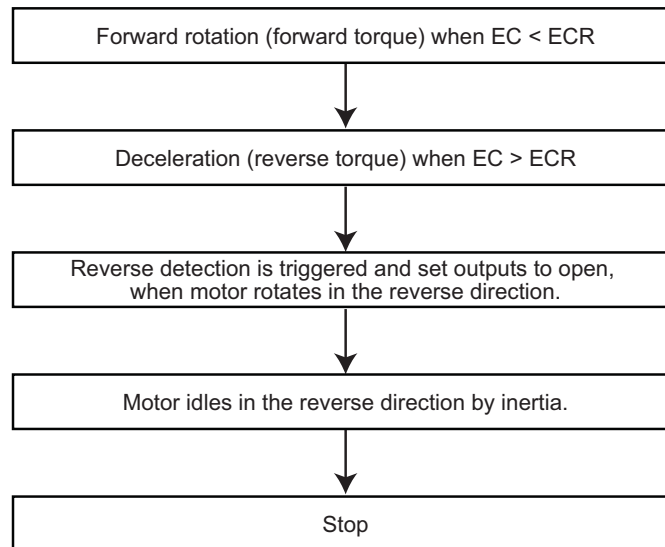 Forward rotation (forward torque) when EC < ECR
Deceleration (reverse torque) when EC > ECR
Reverse detection is triggered and set outputs to open,
when motor rotates in the reverse direction.
Motor idles in the reverse direction by inertia.
Stop